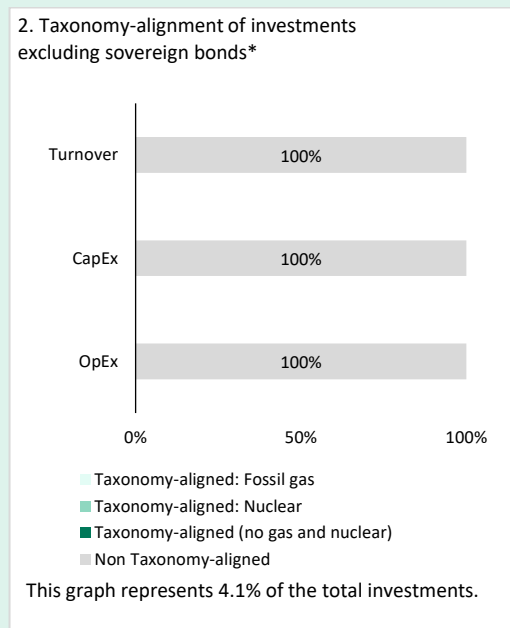 2. Taxonomy-alignment of investments
excluding sovereign bonds*
Turnover 100%
CapEx 100%
OpEx 100%
0% 50% 100%
Taxonomy-aligned: Fossil gas
Taxonomy-aligned: Nuclear
Taxonomy-aligned (no gas and nuclear)
Non Taxonomy-aligned
This graph represents 4.1% of the total investments.